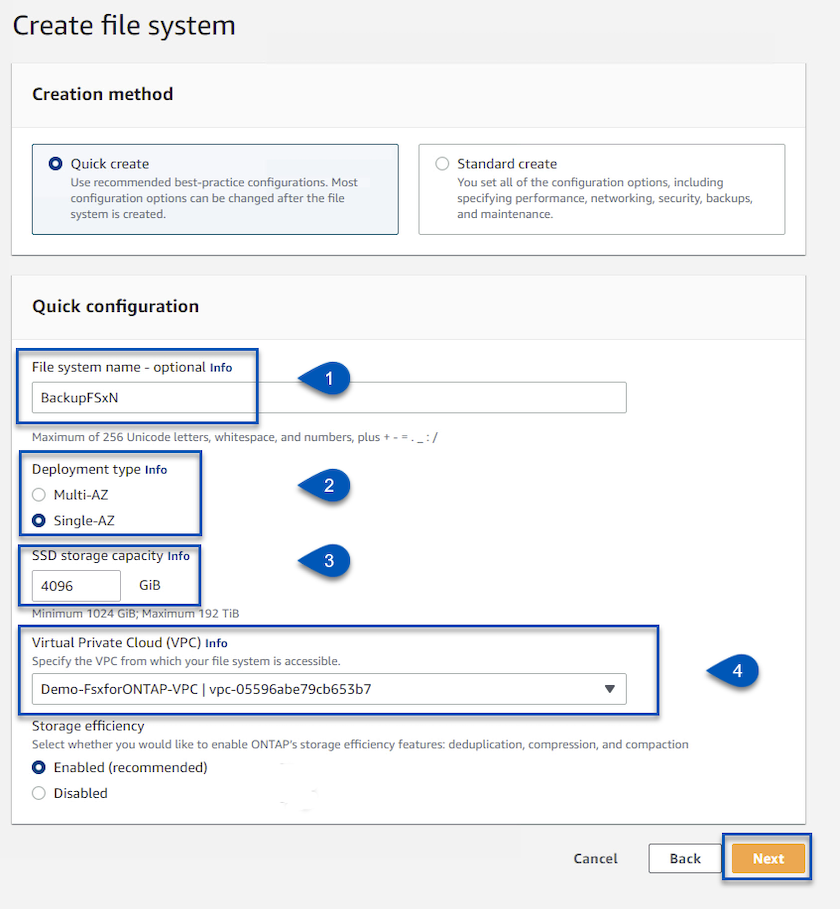 Create file system
Creation method
Quick create
Use recommended best-practice configurations. Most
configuration options can be changed after the file
system is created.
Standard create
You set all of the configuration options, including
specifying performance, networking, security, backups,
and maintenance.
Quick configuration
File system name - optional Info
1
BackupFSxN
Maximum of 256 Unicode letters, whitespace, and numbers, plus + - = . _ : /
Deployment type Info
2
Multi-AZ
Single-AZ
SSD storage capacity Info
3
4096 GiB
Minimum 1024 GiB; Maximum 192 TiB
Virtual Private Cloud (VPC) Info
Specify the VPC from which your file system is accessible.
4
Demo-FsxforONTAP-VPC | vpc-05596abe79cb653b7
Storage efficiency
Select whether you would like to enable ONTAP's storage efficiency features: deduplication, compression, and compaction
Enabled (recommended)
Disabled
Cancel Back Next